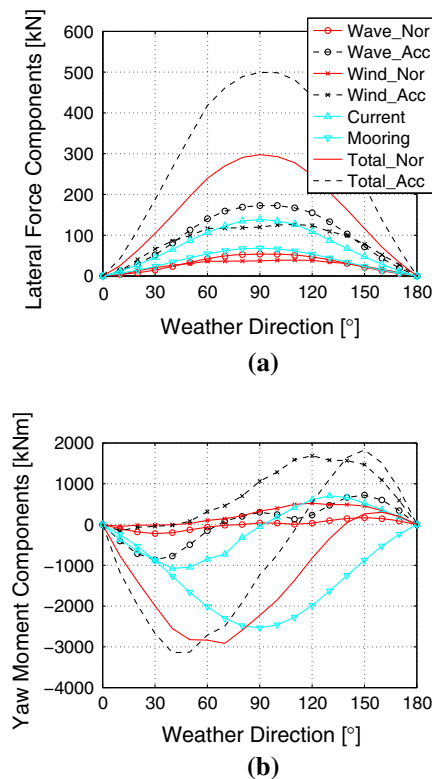 600
500
400
300
200
100
0
Lateral Force Components [kN]
Wave_Nor
Wave_Acc
Wind_Nor
Wind_Acc
Current
Mooring
Total_Nor
Total_Acc
0 30 60 90 120 150 180
Weather Direction [°]
(a)
2000
1000
0
-1000
-2000
-3000
-4000
Yaw Moment Components [kNm]
0 30 60 90 120 150 180
Weather Direction [°]
(b)